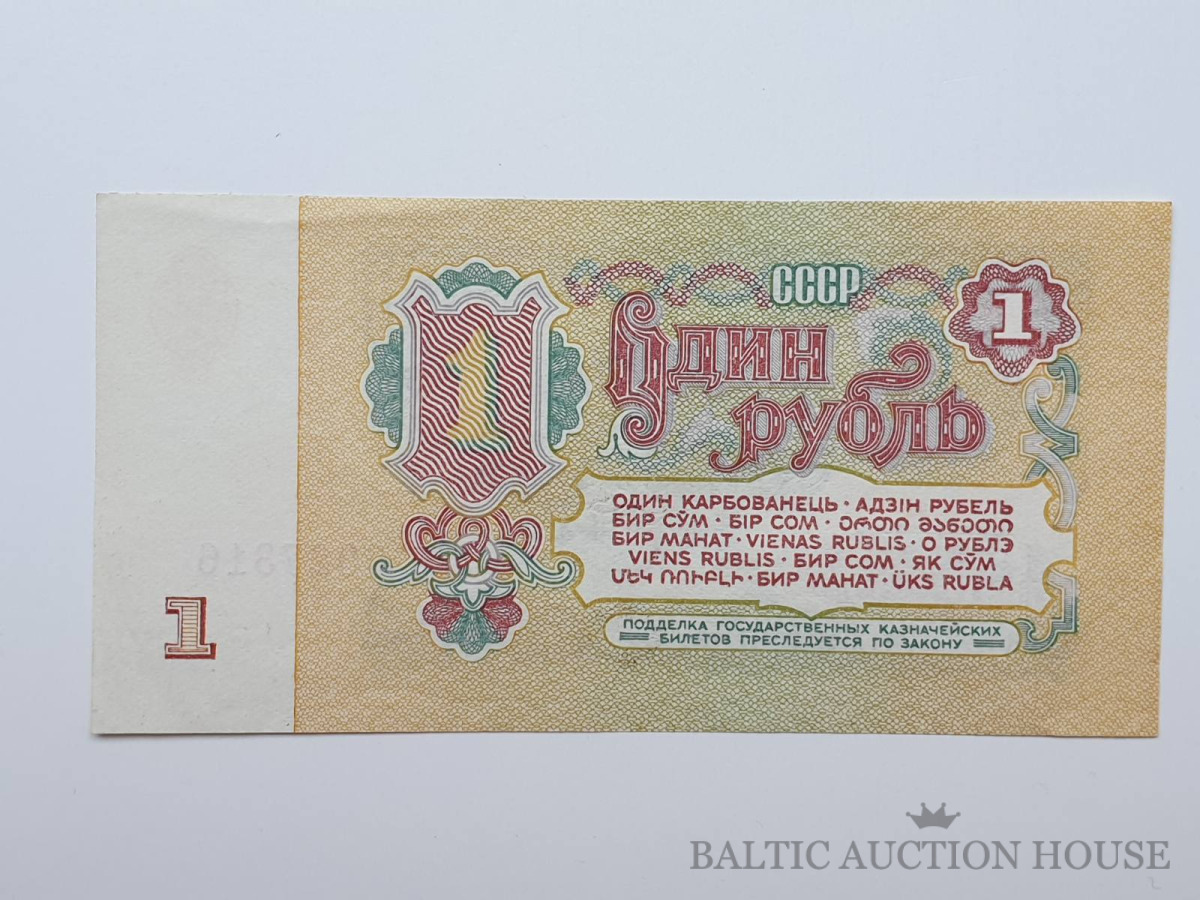 СССР
1
Один
рубль
1
ОДИН КАРБОВАНЕЦЬ · АДЗІН РУБЕЛЬ
БИР СЎМ · БІР СОМ · ᲔᲠᲗᲘ ᲛᲐᲜᲔᲗᲘ
БИР МАНАТ · VIENAS RUBLIS · О РУБЛЭ
VIENS RUBLIS · БИР СОМ · ЯК СӮМ
ՄԵԿ ՌՈՒԲԼԻ · БИР МАНАТ · ÜKS RUBLA
ПОДДЕЛКА ГОСУДАРСТВЕННЫХ КАЗНАЧЕЙСКИХ
БИЛЕТОВ ПРЕСЛЕДУЕТСЯ ПО ЗАКОНУ
1
BALTIC AUCTION HOUSE